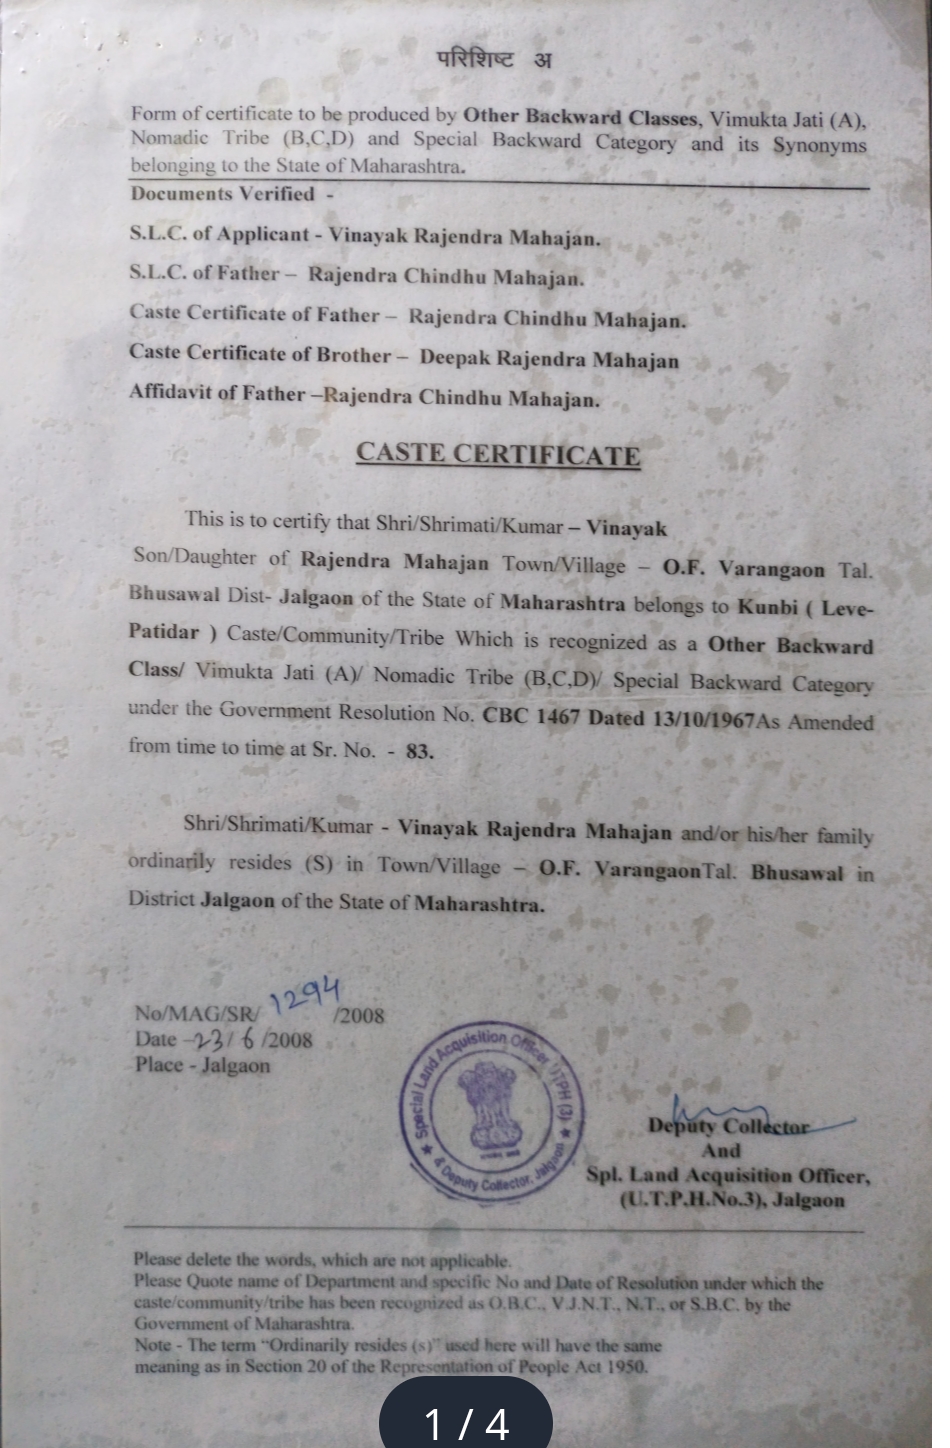 परिशिष्ट अ
Form of certificate to be produced by Other Backward Classes, Vimukta Jati (A),
Nomadic Tribe (B,C,D) and Special Backward Category and its Synonyms
belonging to the State of Maharashtra.
Documents Verified -
S.L.C. of Applicant - Vinayak Rajendra Mahajan.
S.L.C. of Father – Rajendra Chindhu Mahajan.
Caste Certificate of Father – Rajendra Chindhu Mahajan.
Caste Certificate of Brother – Deepak Rajendra Mahajan
Affidavit of Father –Rajendra Chindhu Mahajan.
CASTE CERTIFICATE
This is to certify that Shri/Shrimati/Kumar – Vinayak
Son/Daughter of Rajendra Mahajan Town/Village – O.F. Varangaon Tal.
Bhusawal Dist- Jalgaon of the State of Maharashtra belongs to Kunbi ( Leve-
Patidar ) Caste/Community/Tribe Which is recognized as a Other Backward
Class/ Vimukta Jati (A)/ Nomadic Tribe (B,C,D)/ Special Backward Category
under the Government Resolution No. CBC 1467 Dated 13/10/1967As Amended
from time to time at Sr. No. - 83.
Shri/Shrimati/Kumar - Vinayak Rajendra Mahajan and/or his/her family
ordinarily resides (S) in Town/Village – O.F. VarangaonTal. Bhusawal in
District Jalgaon of the State of Maharashtra.
No/MAG/SR/ 1294 /2008
Date -23/6/2008
Place - Jalgaon
Special Land Acquisition Officer UTPH (3)
& Deputy Collector, Jalgaon
Deputy Collector
And
Spl. Land Acquisition Officer,
(U.T.P.H.No.3), Jalgaon
Please delete the words, which are not applicable.
Please Quote name of Department and specific No and Date of Resolution under which the
caste/community/tribe has been recognized as O.B.C., V.J.N.T., N.T., or S.B.C. by the
Government of Maharashtra.
Note - The term “Ordinarily resides (s)” used here will have the same
meaning as in Section 20 of the Representation of People Act 1950.
1 / 4